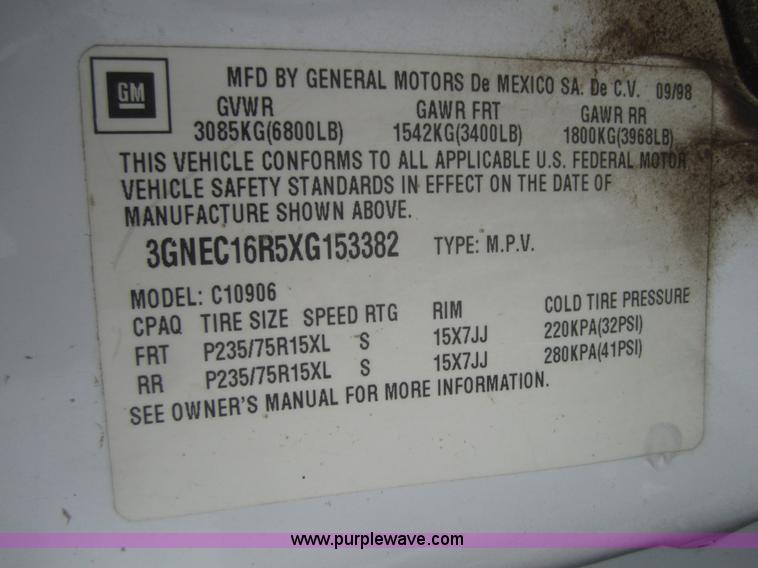 GM
MFD BY GENERAL MOTORS De MEXICO SA. De C.V. 09/98
GVWR GAWR FRT GAWR RR
3085KG(6800LB) 1542KG(3400LB) 1800KG(3968LB)
THIS VEHICLE CONFORMS TO ALL APPLICABLE U.S. FEDERAL MOTOR
VEHICLE SAFETY STANDARDS IN EFFECT ON THE DATE OF
MANUFACTURE SHOWN ABOVE.
3GNEC16R5XG153382 TYPE: M.P.V.
MODEL: C10906
CPAQ TIRE SIZE SPEED RTG RIM COLD TIRE PRESSURE
FRT P235/75R15XL S 15X7JJ 220KPA(32PSI)
RR P235/75R15XL S 15X7JJ 280KPA(41PSI)
SEE OWNER'S MANUAL FOR MORE INFORMATION.
www.purplewave.com